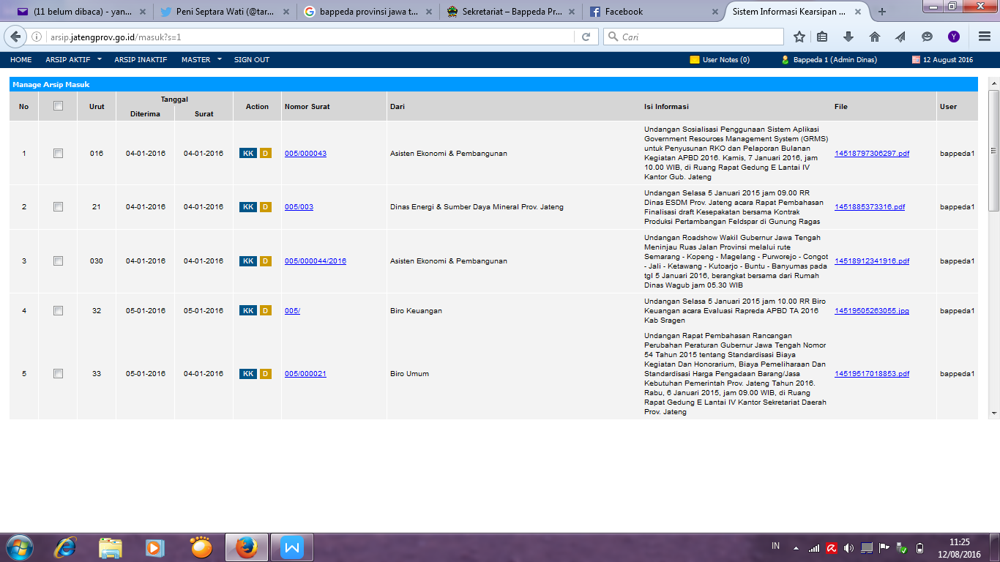 (11 belum dibaca) - yan...
Peni Septara Wati (@tar...
bappeda provinsi jawa t...
Sekretariat – Bappeda Pr...
Facebook
Sistem Informasi Kearsipan ...
arsip.jatengprov.go.id/masuk?s=1
Cari
Y
HOME
ARSIP AKTIF
ARSIP INAKTIF
MASTER
SIGN OUT
User Notes (0)
Bappeda 1 (Admin Dinas)
12 August 2016
Manage Arsip Masuk
No
Urut
Tanggal
Diterima
Surat
Action
Nomor Surat
Dari
Isi Informasi
File
User
1
016
04-01-2016
04-01-2016
KK
D
005/000043
Asisten Ekonomi & Pembangunan
Undangan Sosialisasi Penggunaan Sistem Aplikasi
Government Resources Management System (GRMS)
untuk Penyusunan RKO dan Pelaporan Bulanan
Kegiatan APBD 2016. Kamis, 7 Januari 2016, jam
10.00 WIB, di Ruang Rapat Gedung E Lantai IV
Kantor Gub. Jateng
14518797306297.pdf
bappeda1
2
21
04-01-2016
04-01-2016
KK
D
005/003
Dinas Energi & Sumber Daya Mineral Prov. Jateng
Undangan Selasa 5 Januari 2015 jam 09.00 RR
Dinas ESDM Prov. Jateng acara Rapat Pembahasan
Finalisasi draft Kesepakatan bersama Kontrak
Produksi Pertambangan Feldspar di Gunung Ragas
1451885373316.pdf
bappeda1
3
030
04-01-2016
04-01-2016
KK
D
005/000044/2016
Asisten Ekonomi & Pembangunan
Undangan Roadshow Wakil Gubernur Jawa Tengah
Meninjau Ruas Jalan Provinsi melalui rute
Semarang - Kopeng - Magelang - Purworejo - Congot
- Jali - Ketawang - Kutoarjo - Buntu - Banyumas pada
tgl 5 Januari 2016, berangkat bersama dari Rumah
Dinas Wagub jam 05.30 WIB
14518912341916.pdf
bappeda1
4
32
05-01-2016
05-01-2016
KK
D
005/
Biro Keuangan
Undangan Selasa 5 Januari 2015 jam 10.00 RR Biro
Keuangan acara Evaluasi Rapreda APBD TA 2016
Kab Sragen
14519505263055.jpg
bappeda1
5
33
05-01-2016
04-01-2016
KK
D
005/000021
Biro Umum
Undangan Rapat Pembahasan Rancangan
Perubahan Peraturan Gubernur Jawa Tengah Nomor
54 Tahun 2015 tentang Standardisasi Biaya
Kegiatan Dan Honorarium, Biaya Pemeliharaan Dan
Standardisasi Harga Pengadaan Barang/Jasa
Kebutuhan Pemerintah Prov. Jateng Tahun 2016.
Rabu, 6 Januari 2015, jam 09.00 WIB, di Ruang
Rapat Gedung E Lantai IV Kantor Sekretariat Daerah
Prov. Jateng
14519517018853.pdf
bappeda1
IN
11:25
12/08/2016